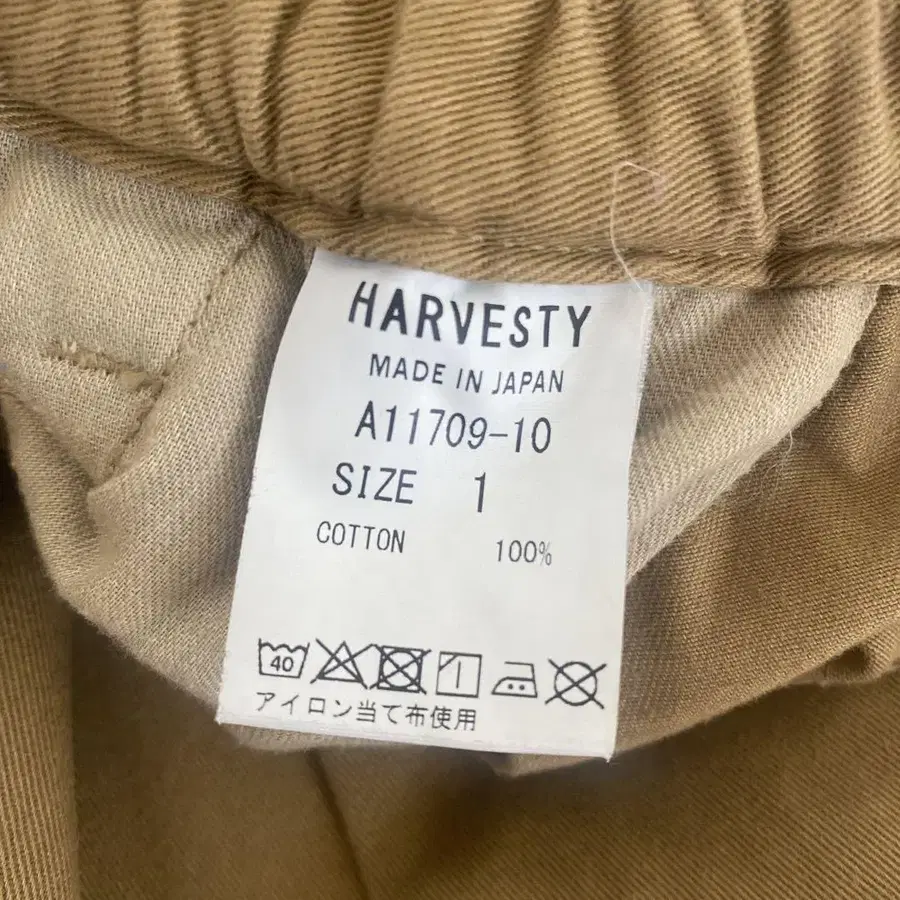 HARVESTY
MADE IN JAPAN
A11709-10
SIZE 1
COTTON 100%
40
アイロン当て布使用